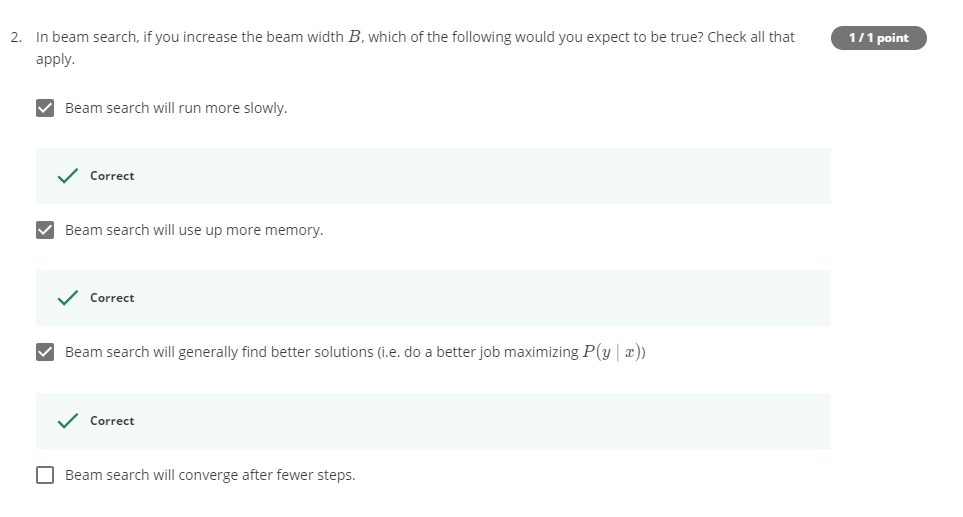 2. In beam search, if you increase the beam width B, which of the following would you expect to be true? Check all that
apply.
1 / 1 point
Beam search will run more slowly.
Correct
Beam search will use up more memory.
Correct
Beam search will generally find better solutions (i.e. do a better job maximizing P(y | x))
Correct
Beam search will converge after fewer steps.